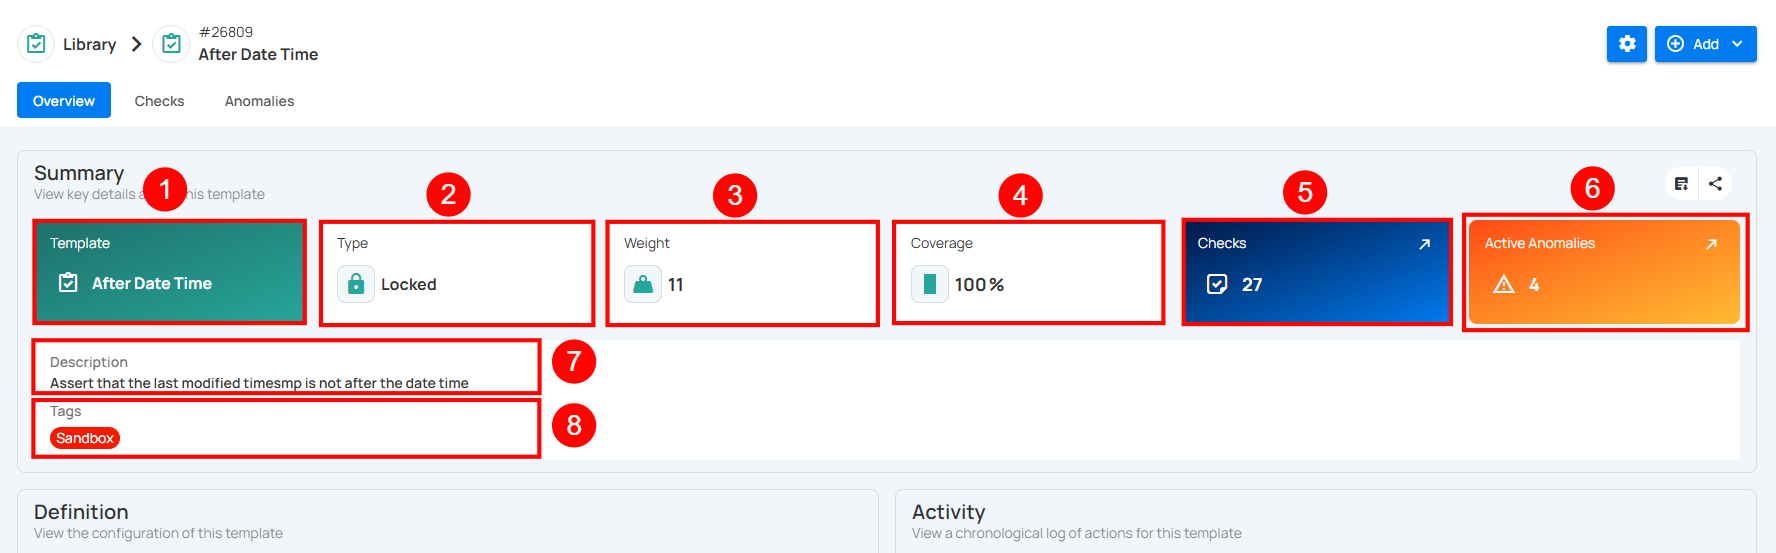 Library
#26809
After Date Time
Add
Overview
Checks
Anomalies
Summary
View key details a his template
1
2
3
4
5
6
Template
After Date Time
Type
Locked
Weight
11
Coverage
100 %
Checks
27
Active Anomalies
4
Description
Assert that the last modified timesmp is not after the date time
7
Tags
Sandbox
8
Definition
View the configuration of this template
Activity
View a chronological log of actions for this template